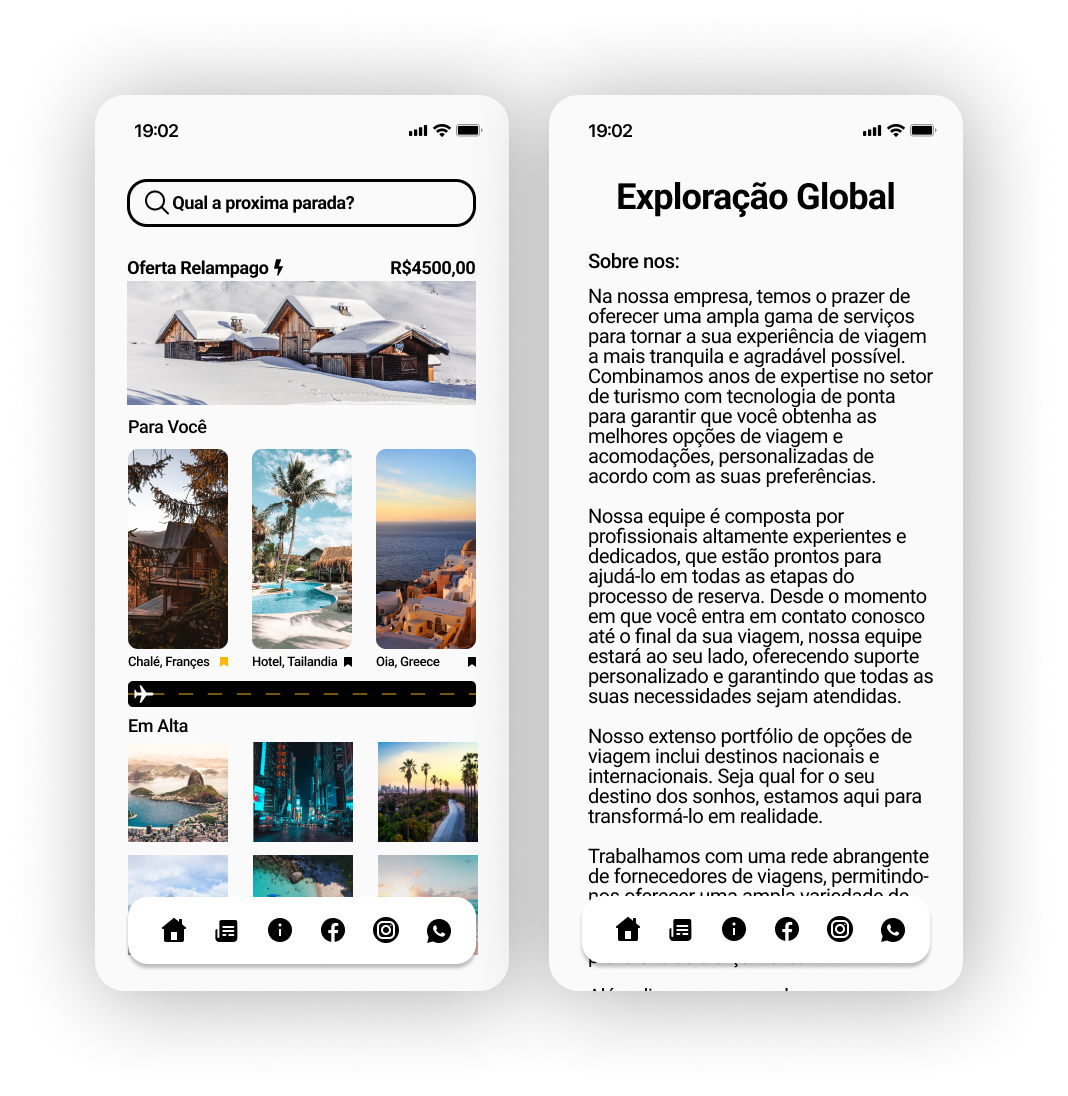 19:02
Qual a proxima parada?
Oferta Relampago R$4500,00
Para Você
Chalé, Françes
Hotel, Tailandia
Oia, Greece
Em Alta
19:02
Exploração Global
Sobre nos:
Na nossa empresa, temos o prazer de
oferecer uma ampla gama de serviços
para tornar a sua experiência de viagem
a mais tranquila e agradável possível.
Combinamos anos de expertise no setor
de turismo com tecnologia de ponta
para garantir que você obtenha as
melhores opções de viagem e
acomodações, personalizadas de
acordo com as suas preferências.
Nossa equipe é composta por
profissionais altamente experientes e
dedicados, que estão prontos para
ajudá-lo em todas as etapas do
processo de reserva. Desde o momento
em que você entra em contato conosco
até o final da sua viagem, nossa equipe
estará ao seu lado, oferecendo suporte
personalizado e garantindo que todas as
suas necessidades sejam atendidas.
Nosso extenso portfólio de opções de
viagem inclui destinos nacionais e
internacionais. Seja qual for o seu
destino dos sonhos, estamos aqui para
transformá-lo em realidade.
Trabalhamos com uma rede abrangente
de fornecedores de viagens, permitindo-
nos oferecer uma ampla variedade de